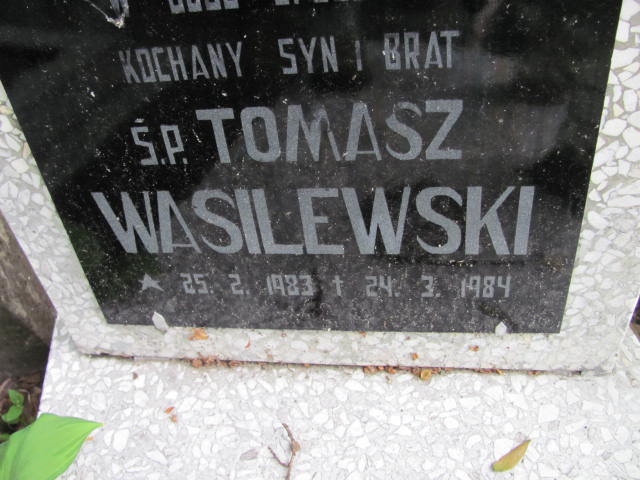 KOCHANY SYN I BRAT
Ś.P. TOMASZ
WASILEWSKI
★ 25. 2. 1983 † 24. 3. 1984